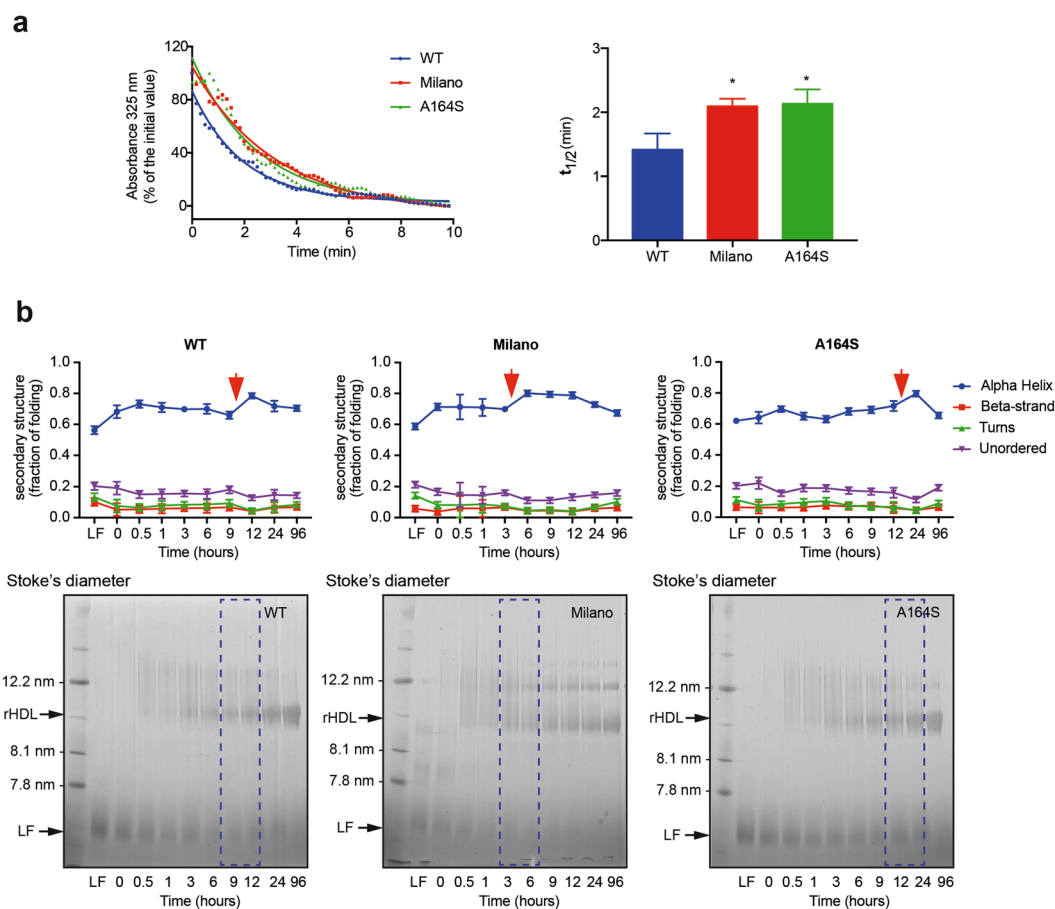 a
Absorbance 325 nm
(% of the initial value)
120
80
40
0
0 2 4 6 8 10
Time (min)
WT
Milano
A164S
t1/2(min)
3
2
1
0
* *
WT Milano A164S
b
WT
secondary structure
(fraction of folding)
1.0
0.8
0.6
0.4
0.2
0.0
LF 0 0.5 1 3 6 9 12 24 96
Time (hours)
Milano
secondary structure
(fraction of folding)
1.0
0.8
0.6
0.4
0.2
0.0
LF 0 0.5 1 3 6 9 12 24 96
Time (hours)
A164S
secondary structure
(fraction of folding)
1.0
0.8
0.6
0.4
0.2
0.0
LF 0 0.5 1 3 6 9 12 24 96
Time (hours)
Alpha Helix
Beta-strand
Turns
Unordered
Stoke's diameter
WT
12.2 nm
rHDL
8.1 nm
7.8 nm
LF
LF 0 0.5 1 3 6 9 12 24 96
Time (hours)
Stoke's diameter
Milano
12.2 nm
rHDL
8.1 nm
7.8 nm
LF
LF 0 0.5 1 3 6 9 12 24 96
Time (hours)
Stoke's diameter
A164S
12.2 nm
rHDL
8.1 nm
7.8 nm
LF
LF 0 0.5 1 3 6 9 12 24 96
Time (hours)